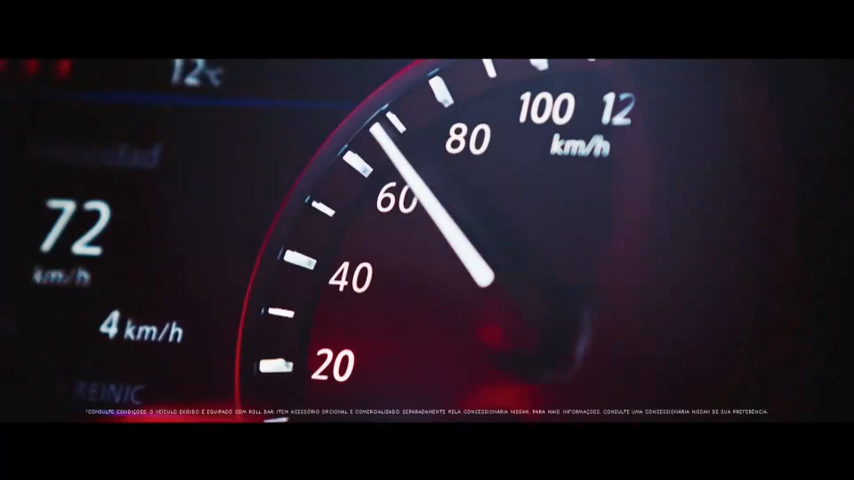 12°C
100 12
80
km/h
60
72
km/h
40
4 km/h
20
REINIC
*CONSULTE CONDIÇÕES. O VEÍCULO EXIBIDO É EQUIPADO COM ROLL BAR, ITEM ACESSÓRIO OPCIONAL E COMERCIALIZADO SEPARADAMENTE PELA CONCESSIONÁRIA NISSAN. PARA MAIS INFORMAÇÕES, CONSULTE UMA CONCESSIONÁRIA NISSAN DE SUA PREFERÊNCIA.